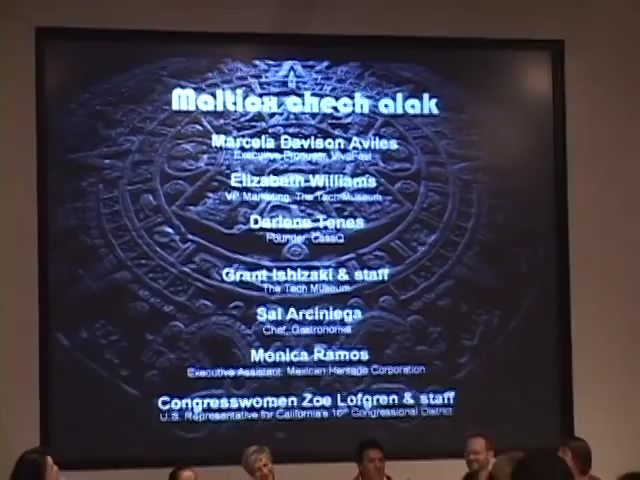 Maltiox chech alak
Marcela Davison Aviles
Executive Producer, VivaFest
Elizabeth Williams
VP Marketing, The Tech Museum
Darlene Tenes
Founder, CasaQ
Grant Ishizaki & staff
The Tech Museum
Sal Arciniega
Chef, Gastronomia
Monica Ramos
Executive Assistant, Mexican Heritage Corporation
Congresswomen Zoe Lofgren & staff
U.S. Representative for California's 16th Congressional District